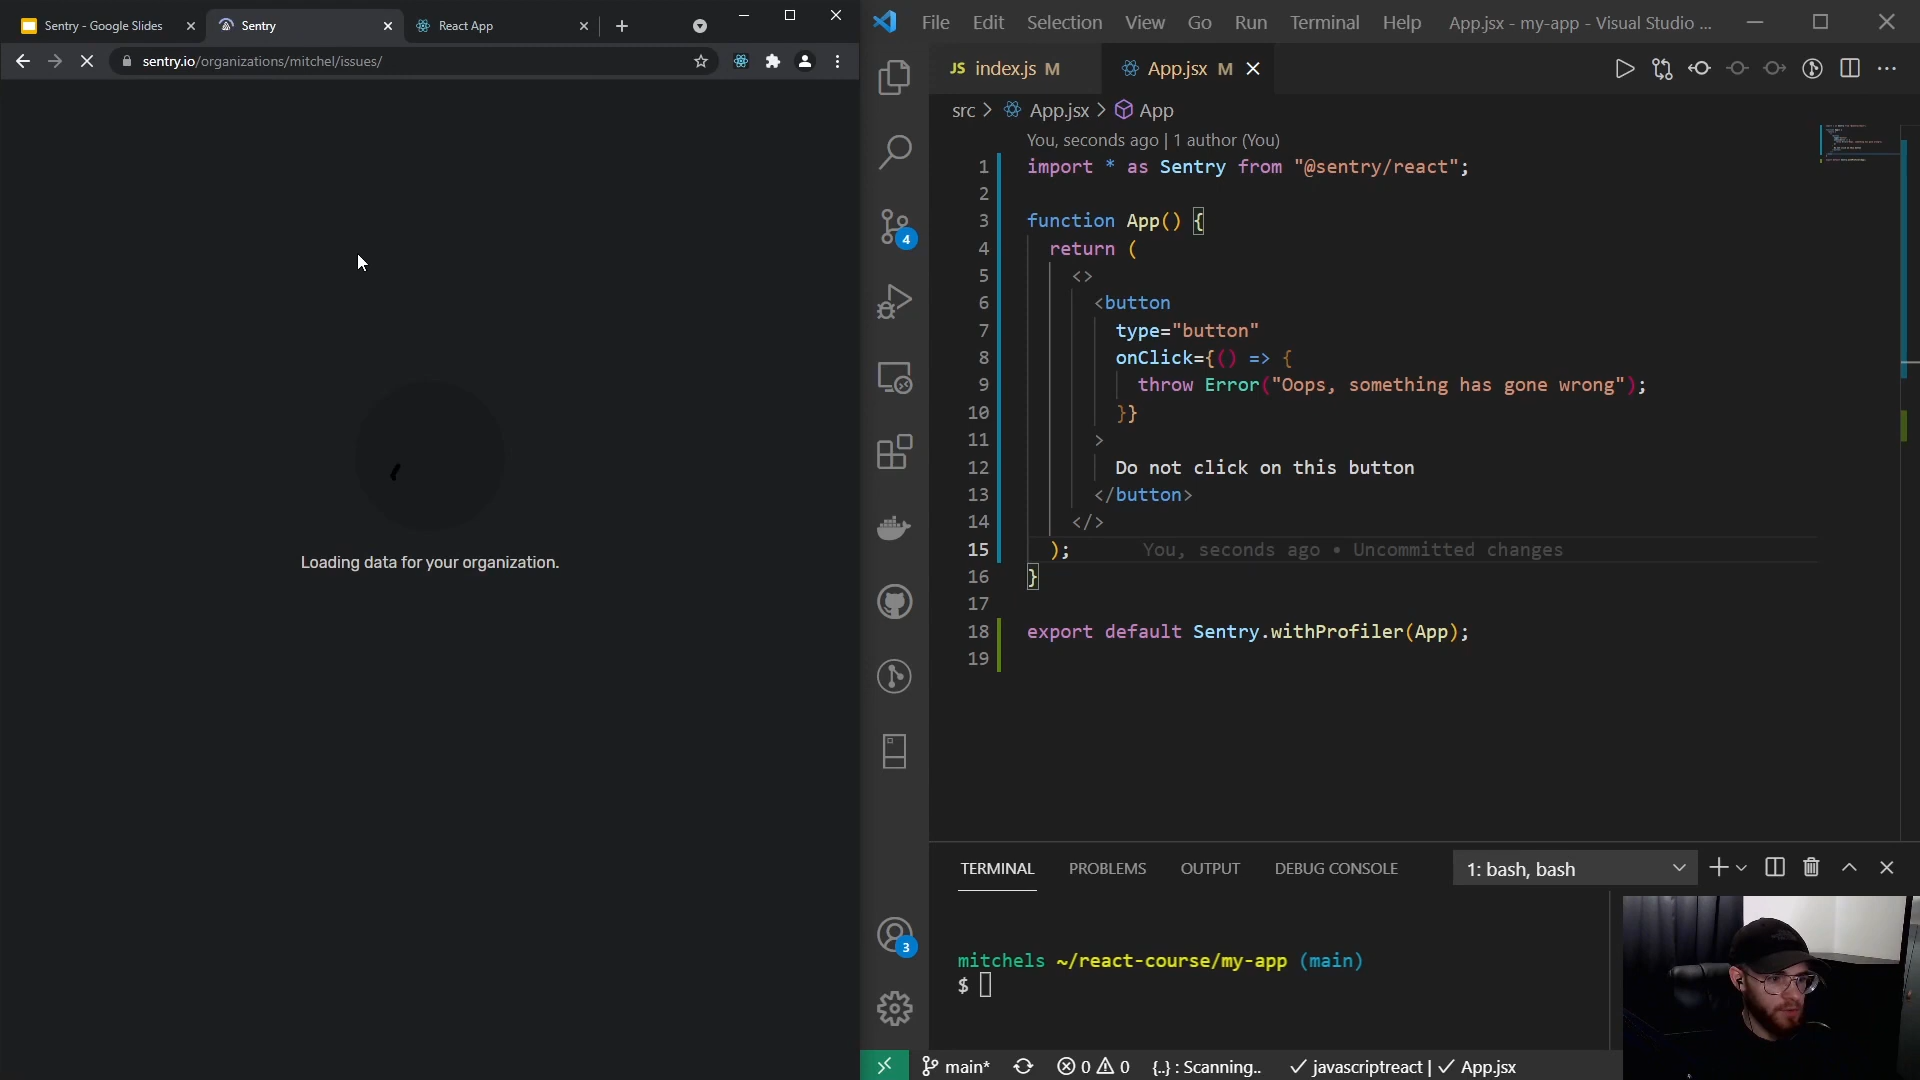 Sentry - Google Slides
Sentry
React App
sentry.io/organizations/mitchel/issues/
Loading data for your organization.
File Edit Selection View Go Run Terminal Help App.jsx - my-app - Visual Studio ...
JS index.js M
App.jsx M
src > App.jsx > App
You, seconds ago | 1 author (You)
1 import * as Sentry from "@sentry/react";
2
3 function App() {
4 return (
5 <>
6 <button
7 type="button"
8 onClick={() => {
9 throw Error("Oops, something has gone wrong");
10 }}
11 >
12 Do not click on this button
13 </button>
14 </>
15 ); You, seconds ago • Uncommitted changes
16 }
17
18 export default Sentry.withProfiler(App);
19
4
3
TERMINAL PROBLEMS OUTPUT DEBUG CONSOLE 1: bash, bash
mitchels ~/react-course/my-app (main)
$
main* 0 0 {..} : Scanning.. ✓ javascriptreact | ✓ App.jsx